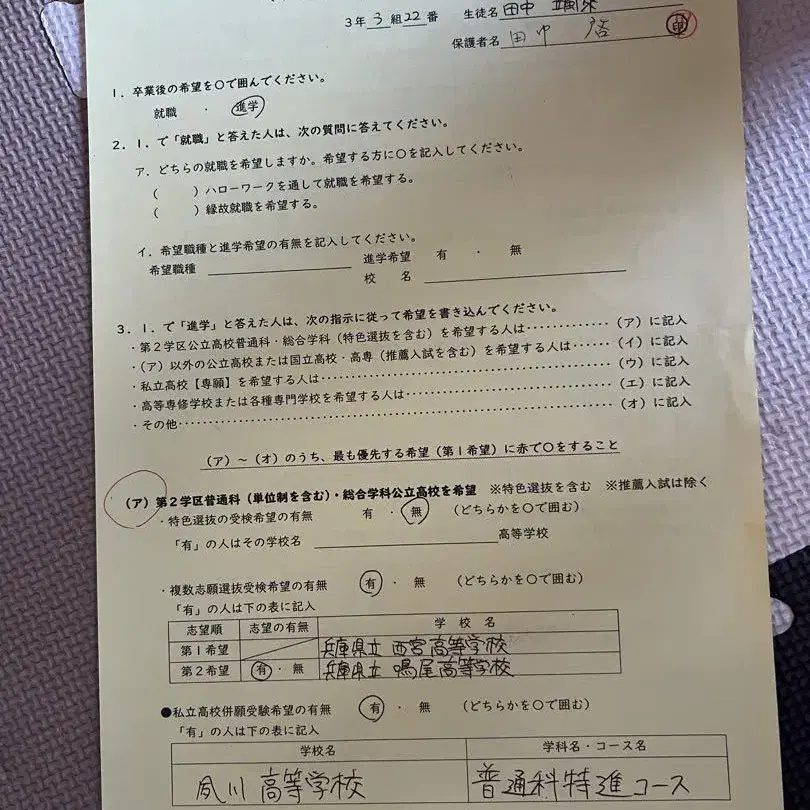 3年 3 組 22 番 生徒名 田中
保護者名 田中 啓 印
1．卒業後の希望を〇で囲んでください。
就職 ・ 進学
2．1．で「就職」と答えた人は、次の質問に答えてください。
ア．どちらの就職を希望しますか。希望する方に〇を記入してください。
（　　）ハローワークを通して就職を希望する。
（　　）縁故就職を希望する。
イ．希望職種と進学希望の有無を記入してください。
希望職種 進学希望 有 ・ 無
校 名
3．1．で「進学」と答えた人は、次の指示に従って希望を書き込んでください。
・第2学区公立高校普通科・総合学科（特色選抜を含む）を希望する人は…………（ア）に記入
・（ア）以外の公立高校または国立高校・高専（推薦入試を含む）を希望する人は……（イ）に記入
・私立高校【専願】を希望する人は……………………………………（ウ）に記入
・高等専修学校または各種専門学校を希望する人は……………………………（エ）に記入
・その他……………………………………………………………（オ）に記入
（ア）～（オ）のうち、最も優先する希望（第1希望）に赤で〇をすること
（ア）第2学区普通科（単位制を含む）・総合学科公立高校を希望 ※特色選抜を含む ※推薦入試は除く
・特色選抜の受検希望の有無 有 ・ 無 （どちらかを〇で囲む）
「有」の人はその学校名 高等学校
・複数志願選抜受検希望の有無 有 ・ 無 （どちらかを〇で囲む）
「有」の人は下の表に記入
志望順 志望の有無 学 校 名
第1希望 兵庫県立 西宮高等学校
第2希望 有 ・ 無 兵庫県立 鳴尾高等学校
●私立高校併願受験希望の有無 有 ・ 無 （どちらかを〇で囲む）
「有」の人は下の表に記入
学校名 学科名・コース名
夙川 高等学校 普通科特進コース